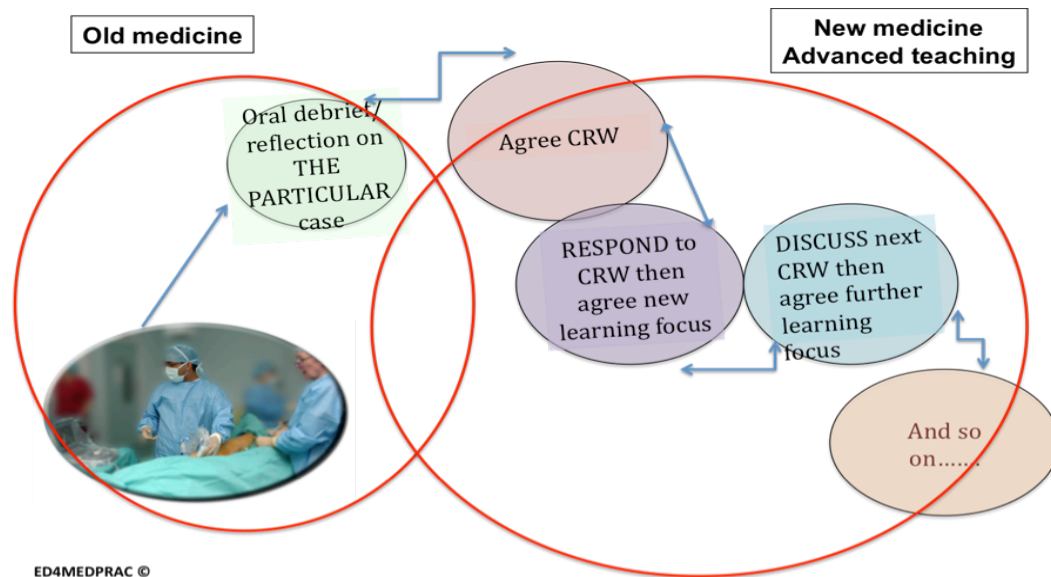 Old medicine
New medicine
Advanced teaching
Oral debrief/
reflection on
THE
PARTICULAR
case
Agree CRW
RESPOND to
CRW then
agree new
learning focus
DISCUSS next
CRW then
agree further
learning
focus
And so
on.......
ED4MEDPRAC ©